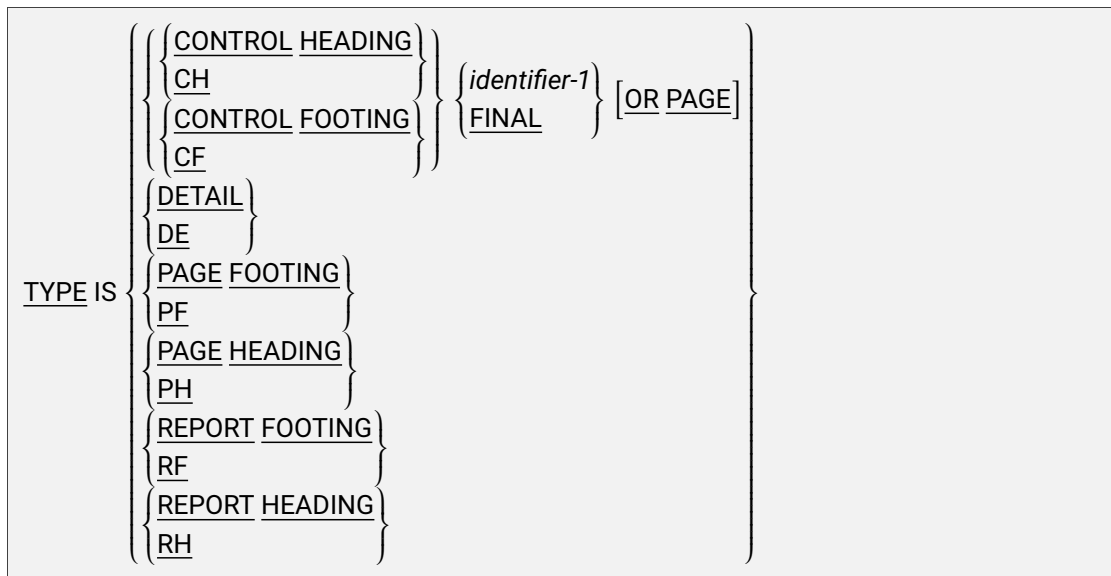 CONTROL HEADING
CH
CONTROL FOOTING
CF
identifier-1
FINAL
[OR PAGE]
DETAIL
DE
TYPE IS
PAGE FOOTING
PF
PAGE HEADING
PH
REPORT FOOTING
RF
REPORT HEADING
RH